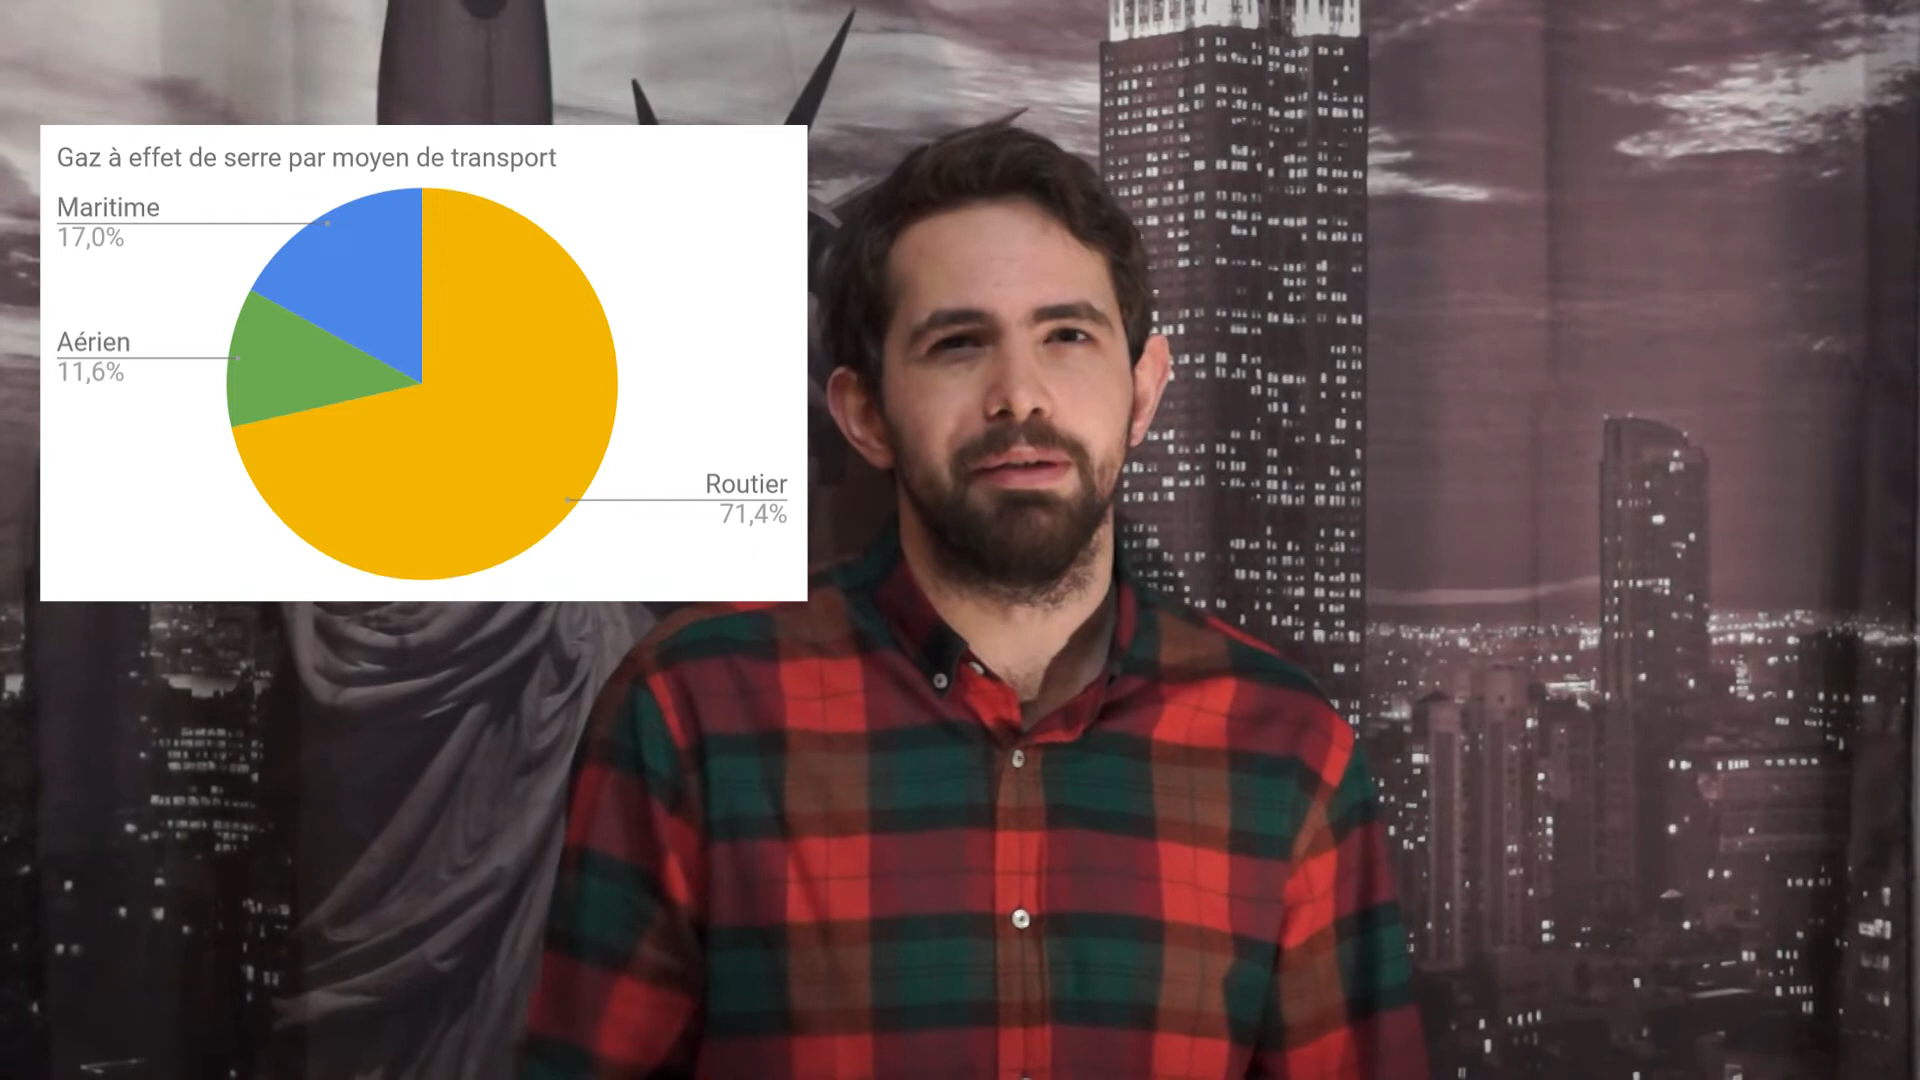 Gaz à effet de serre par moyen de transport
Maritime
17,0%
Aérien
11,6%
Routier
71,4%